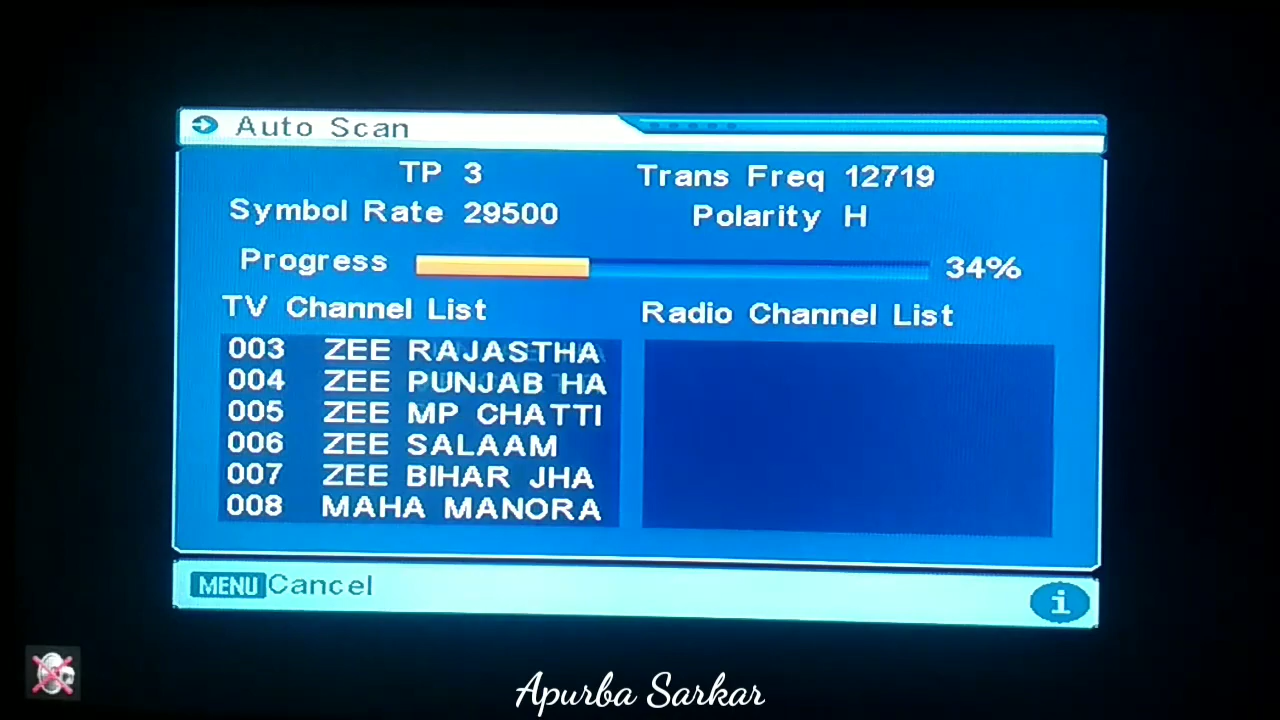 Auto Scan
TP 3 Trans Freq 12719
Symbol Rate 29500 Polarity H
Progress 34%
TV Channel List Radio Channel List
003 ZEE RAJASTHA
004 ZEE PUNJAB HA
005 ZEE MP CHATTI
006 ZEE SALAAM
007 ZEE BIHAR JHA
008 MAHA MANORA
MENU Cancel i
Apurba Sarkar